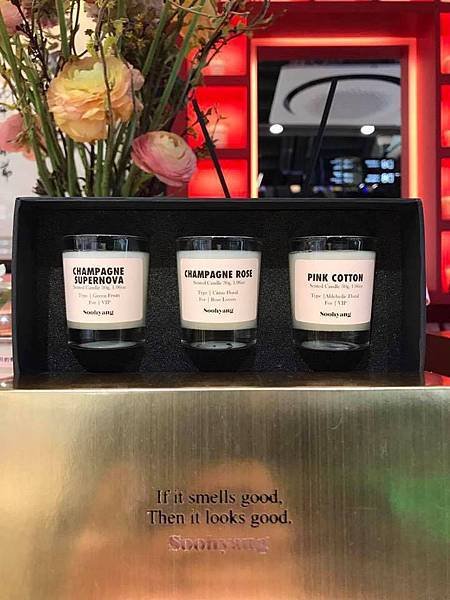 CHAMPAGNE
SUPERNOVA
Scented Candle 30g, 1.06oz
Type | Green Fruity
For | VIP
Soohyang
CHAMPAGNE ROSE
Scented Candle 30g, 1.06oz
Type | Citrus Floral
For | Rose Lovers
Soohyang
PINK COTTON
Scented Candle 30g, 1.06oz
Type | Aldehydic Floral
For | VIP
Soohyang
If it smells good,
Then it looks good.
Soohyang